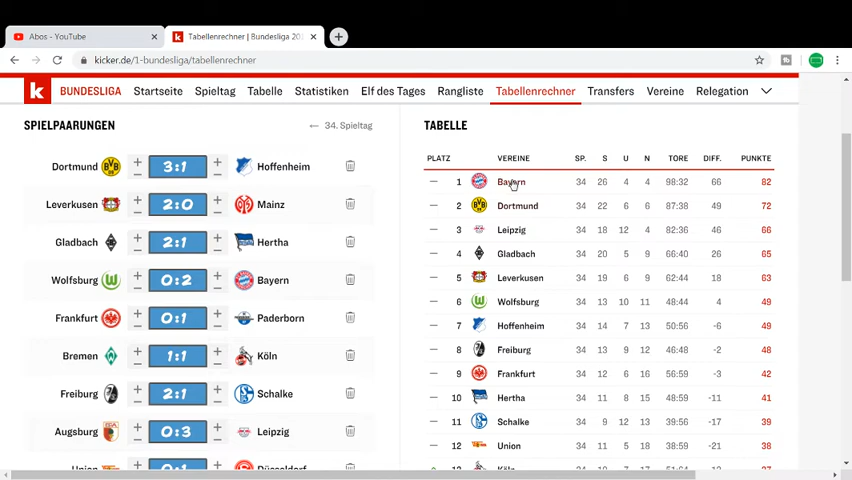 Abos - YouTube
Tabellenrechner | Bundesliga 20
kicker.de/1-bundesliga/tabellenrechner
k BUNDESLIGA Startseite Spieltag Tabelle Statistiken Elf des Tages Rangliste Tabellenrechner Transfers Vereine Relegation
SPIELPAARUNGEN
← 34. Spieltag
Dortmund BVB 09 3:1 Hoffenheim
Leverkusen 2:0 Mainz
Gladbach 2:1 Hertha
Wolfsburg 0:2 Bayern
Frankfurt 0:1 Paderborn
Bremen 1:1 Köln
Freiburg 2:1 Schalke
Augsburg 0:3 Leipzig
Union 0:1 Düsseldorf
TABELLE
PLATZ VEREINE SP. S U N TORE DIFF. PUNKTE
1 Bayern 34 26 4 4 98:32 66 82
2 Dortmund 34 22 6 6 87:38 49 72
3 Leipzig 34 18 12 4 82:36 46 66
4 Gladbach 34 20 5 9 66:40 26 65
5 Leverkusen 34 19 6 9 62:44 18 63
6 Wolfsburg 34 13 10 11 48:44 4 49
7 Hoffenheim 34 14 7 13 50:56 -6 49
8 Freiburg 34 13 9 12 46:48 -2 48
9 Frankfurt 34 12 6 16 56:59 -3 42
10 Hertha 34 11 8 15 48:59 -11 41
11 Schalke 34 9 12 13 39:56 -17 39
12 Union 34 11 5 18 38:59 -21 38
Köln